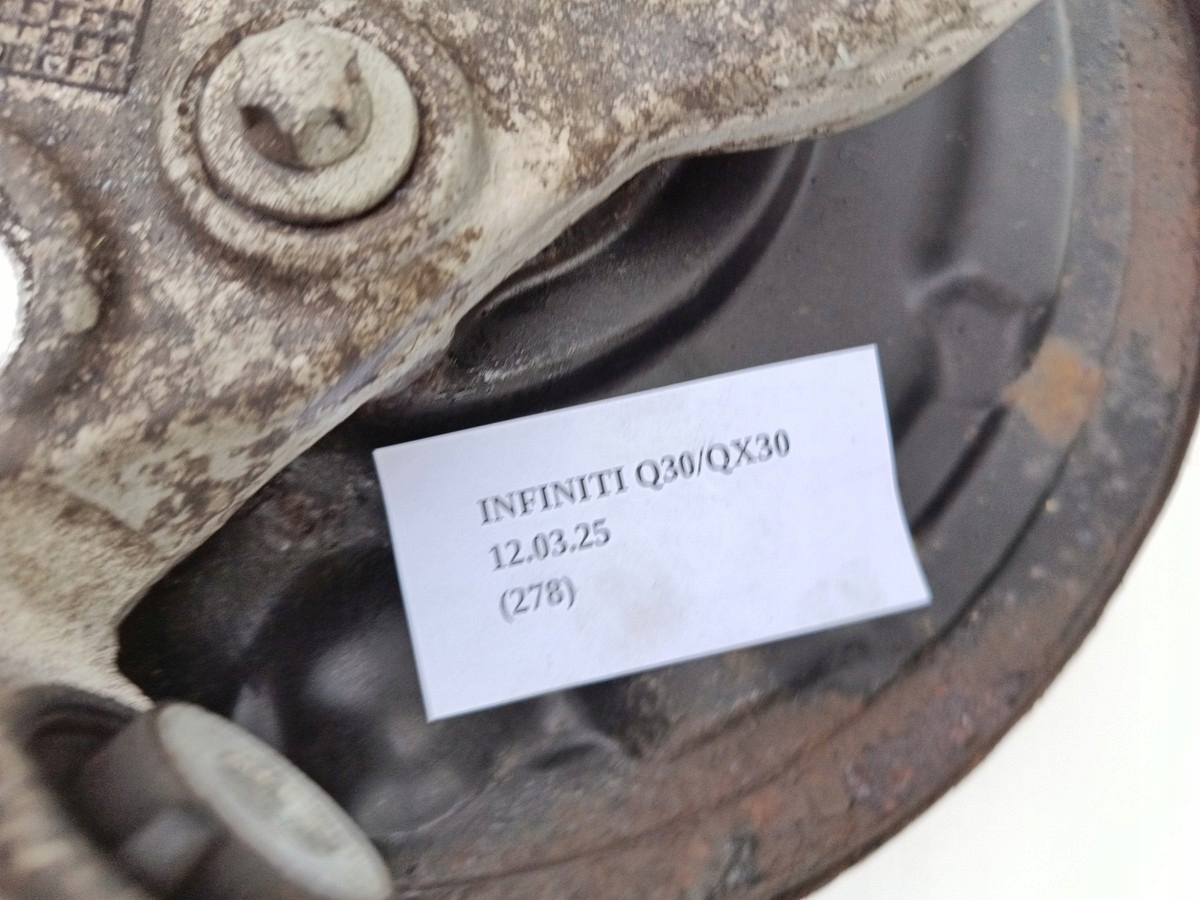 INFINITI Q30/QX30
12.03.25
(278)